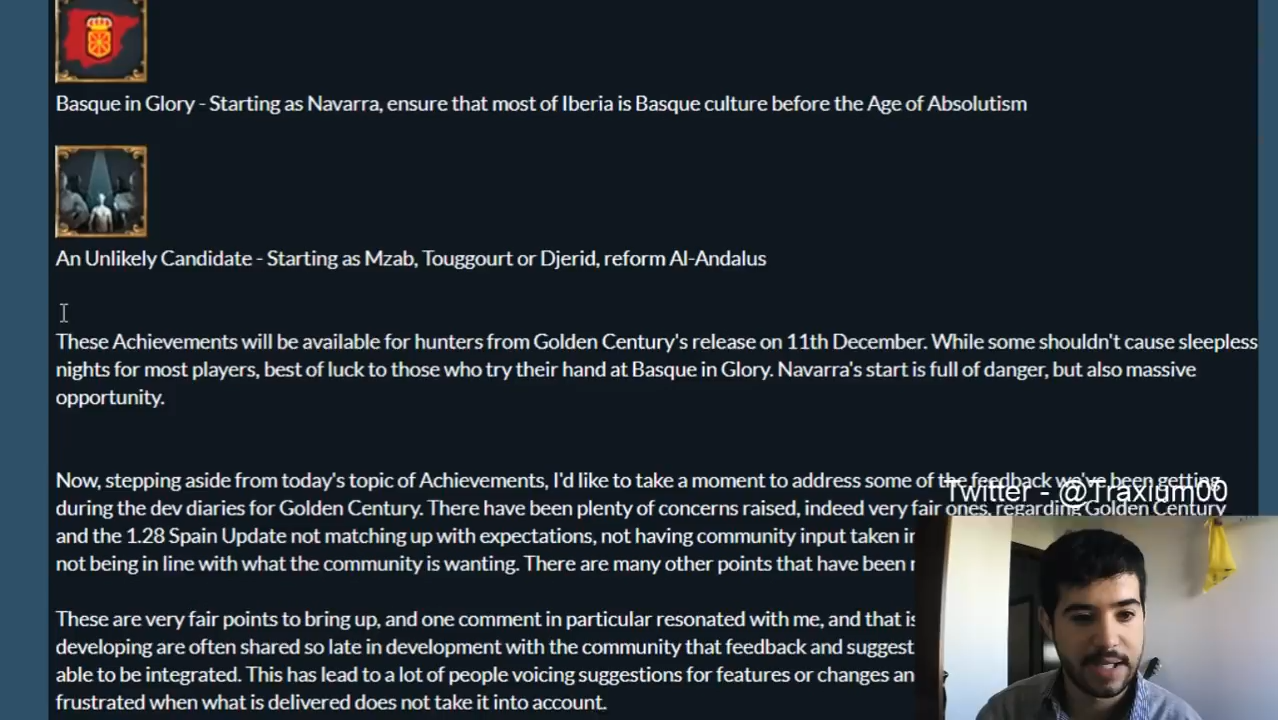 Basque in Glory - Starting as Navarra, ensure that most of Iberia is Basque culture before the Age of Absolutism
An Unlikely Candidate - Starting as Mzab, Touggourt or Djerid, reform Al-Andalus
These Achievements will be available for hunters from Golden Century's release on 11th December. While some shouldn't cause sleepless
nights for most players, best of luck to those who try their hand at Basque in Glory. Navarra's start is full of danger, but also massive
opportunity.
Now, stepping aside from today's topic of Achievements, I'd like to take a moment to address some of the feedback we've been getting
Twitter - @Traxium00
during the dev diaries for Golden Century. There have been plenty of concerns raised, indeed very fair ones, regarding Golden Century
and the 1.28 Spain Update not matching up with expectations, not having community input taken
not being in line with what the community is wanting. There are many other points that have been
These are very fair points to bring up, and one comment in particular resonated with me, and that is
developing are often shared so late in development with the community that feedback and
able to be integrated. This has lead to a lot of people voicing suggestions for features or changes
frustrated when what is delivered does not take it into account.